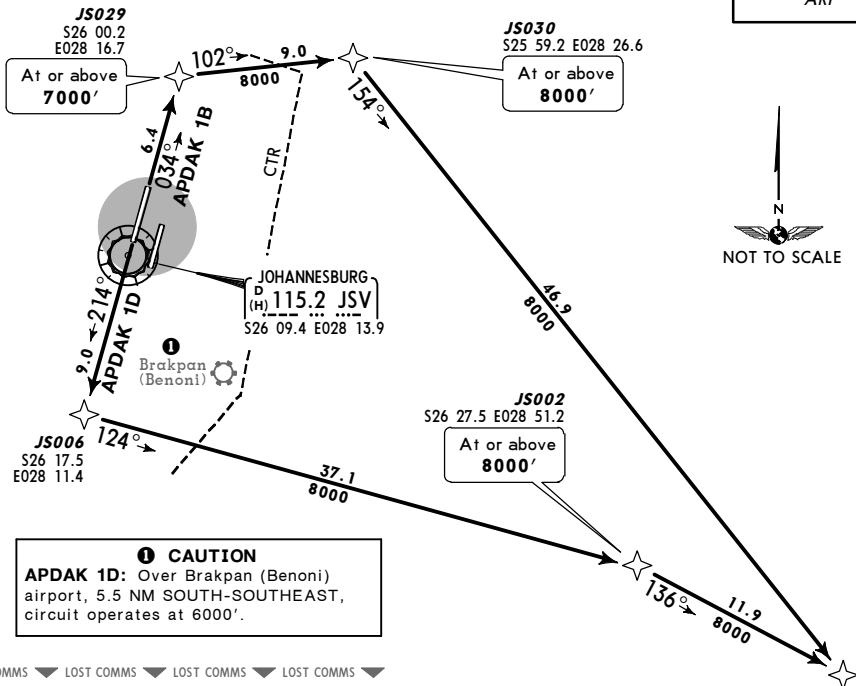 JS029
S26 00.2
E028 16.7
At or above
7000′
102°
9.0
8000
JS030
S25 59.2 E028 26.6
At or above
8000′
154°
6.4
034°
APDAK 1B
CTR
N
NOT TO SCALE
JOHANNESBURG
D
(H) 115.2 JSV
S26 09.4 E028 13.9
214°
9.0
APDAK 1D
❶
Brakpan
(Benoni)
46.9
8000
JS006
S26 17.5
E028 11.4
124°
37.1
8000
JS002
S26 27.5 E028 51.2
At or above
8000′
136°
11.9
8000
❶ CAUTION
APDAK 1D: Over Brakpan (Benoni)
airport, 5.5 NM SOUTH-SOUTHEAST,
circuit operates at 6000′.
OMMS LOST COMMS LOST COMMS LOST COMMS